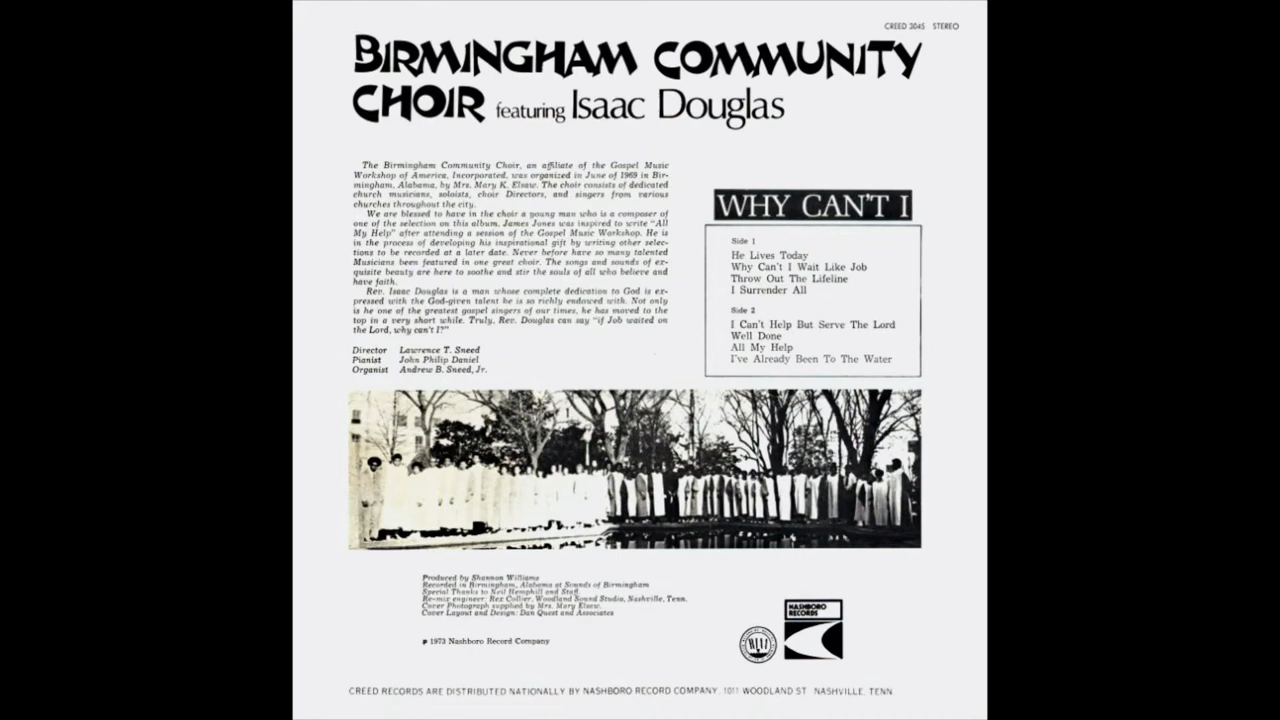 CREED 3045 STEREO
BIRMINGHAM COMMUNITY
CHOIR featuring Isaac Douglas
The Birmingham Community Choir, an affiliate of the Gospel Music
Workshop of America, Incorporated, was organized in June of 1969 in Bir-
mingham, Alabama, by Mrs. Mary K. Elsaw. The choir consists of dedicated
church musicians, soloists, choir Directors, and singers from various
churches throughout the city.
We are blessed to have in the choir a young man who is a composer of
one of the selection on this album. James Jones was inspired to write "All
My Help" after attending a session of the Gospel Music Workshop. He is
in the process of developing his inspirational gift by writing other selec-
tions to be recorded at a later date. Never before have so many talented
Musicians been featured in one great choir. The songs and sounds of ex-
quisite beauty are here to soothe and stir the souls of all who believe and
have faith.
Rev. Isaac Douglas is a man whose complete dedication to God is ex-
pressed with the God-given talent he is so richly endowed with. Not only
is he one of the greatest gospel singers of our times, he has moved to the
top in a very short while. Truly, Rev. Douglas can say "if Job waited on
the Lord, why can't I?"
Director Lawrence T. Sneed
Pianist John Philip Daniel
Organist Andrew B. Sneed, Jr.
WHY CAN'T I
Side 1
He Lives Today
Why Can't I Wait Like Job
Throw Out The Lifeline
I Surrender All
Side 2
I Can't Help But Serve The Lord
Well Done
All My Help
I've Already Been To The Water
Produced by Shannon Williams
Recorded in Birmingham, Alabama at Sounds of Birmingham
Special Thanks to Neil Hemphill and Staff.
Re-mix engineer: Rex Collier, Woodland Sound Studio, Nashville, Tenn.
Cover Photograph supplied by Mrs. Mary Elsaw.
Cover Layout and Design: Dan Quest and Associates
℗ 1973 Nashboro Record Company
NASHBORO
RECORDS
CREED RECORDS ARE DISTRIBUTED NATIONALLY BY NASHBORO RECORD COMPANY, 1011 WOODLAND ST NASHVILLE, TENN